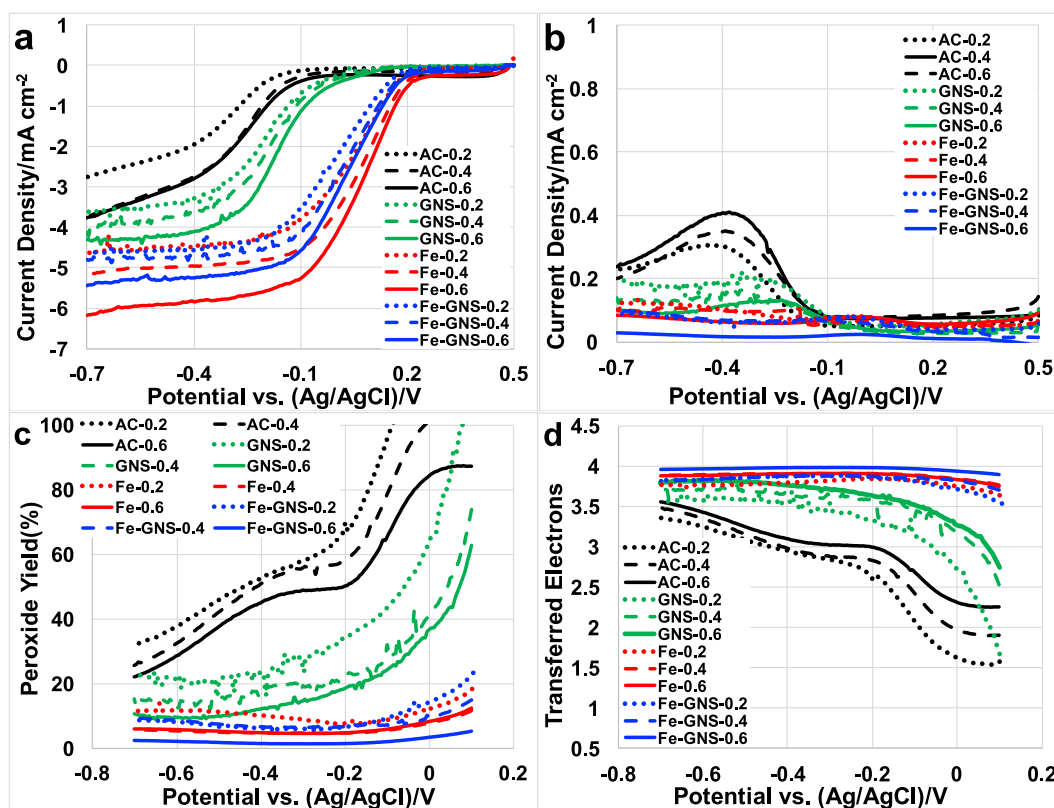 a
Current Density/mA cm-2
1
0
-1
-2
-3
-4
-5
-6
-7
-0.7
-0.4
-0.1
0.2
0.5
Potential vs. (Ag/AgCl)/V
AC-0.2
AC-0.4
AC-0.6
GNS-0.2
GNS-0.4
GNS-0.6
Fe-0.2
Fe-0.4
Fe-0.6
Fe-GNS-0.2
Fe-GNS-0.4
Fe-GNS-0.6
b
Current Density/mA cm-2
1
0.8
0.6
0.4
0.2
0
-0.7
-0.4
-0.1
0.2
0.5
Potential vs. (Ag/AgCl)/V
AC-0.2
AC-0.4
AC-0.6
GNS-0.2
GNS-0.4
GNS-0.6
Fe-0.2
Fe-0.4
Fe-0.6
Fe-GNS-0.2
Fe-GNS-0.4
Fe-GNS-0.6
c
Peroxide Yield(%)
100
80
60
40
20
0
-0.8
-0.6
-0.4
-0.2
0
0.2
Potential vs. (Ag/AgCl)/V
AC-0.2 AC-0.4
AC-0.6 GNS-0.2
GNS-0.4 GNS-0.6
Fe-0.2 Fe-0.4
Fe-0.6 Fe-GNS-0.2
Fe-GNS-0.4 Fe-GNS-0.6
d
Transferred Electrons
4.5
4
3.5
3
2.5
2
1.5
1
0.5
-0.8
-0.6
-0.4
-0.2
0
0.2
Potential vs. (Ag/AgCl)/V
AC-0.2
AC-0.4
AC-0.6
GNS-0.2
GNS-0.4
GNS-0.6
Fe-0.2
Fe-0.4
Fe-0.6
Fe-GNS-0.2
Fe-GNS-0.4
Fe-GNS-0.6